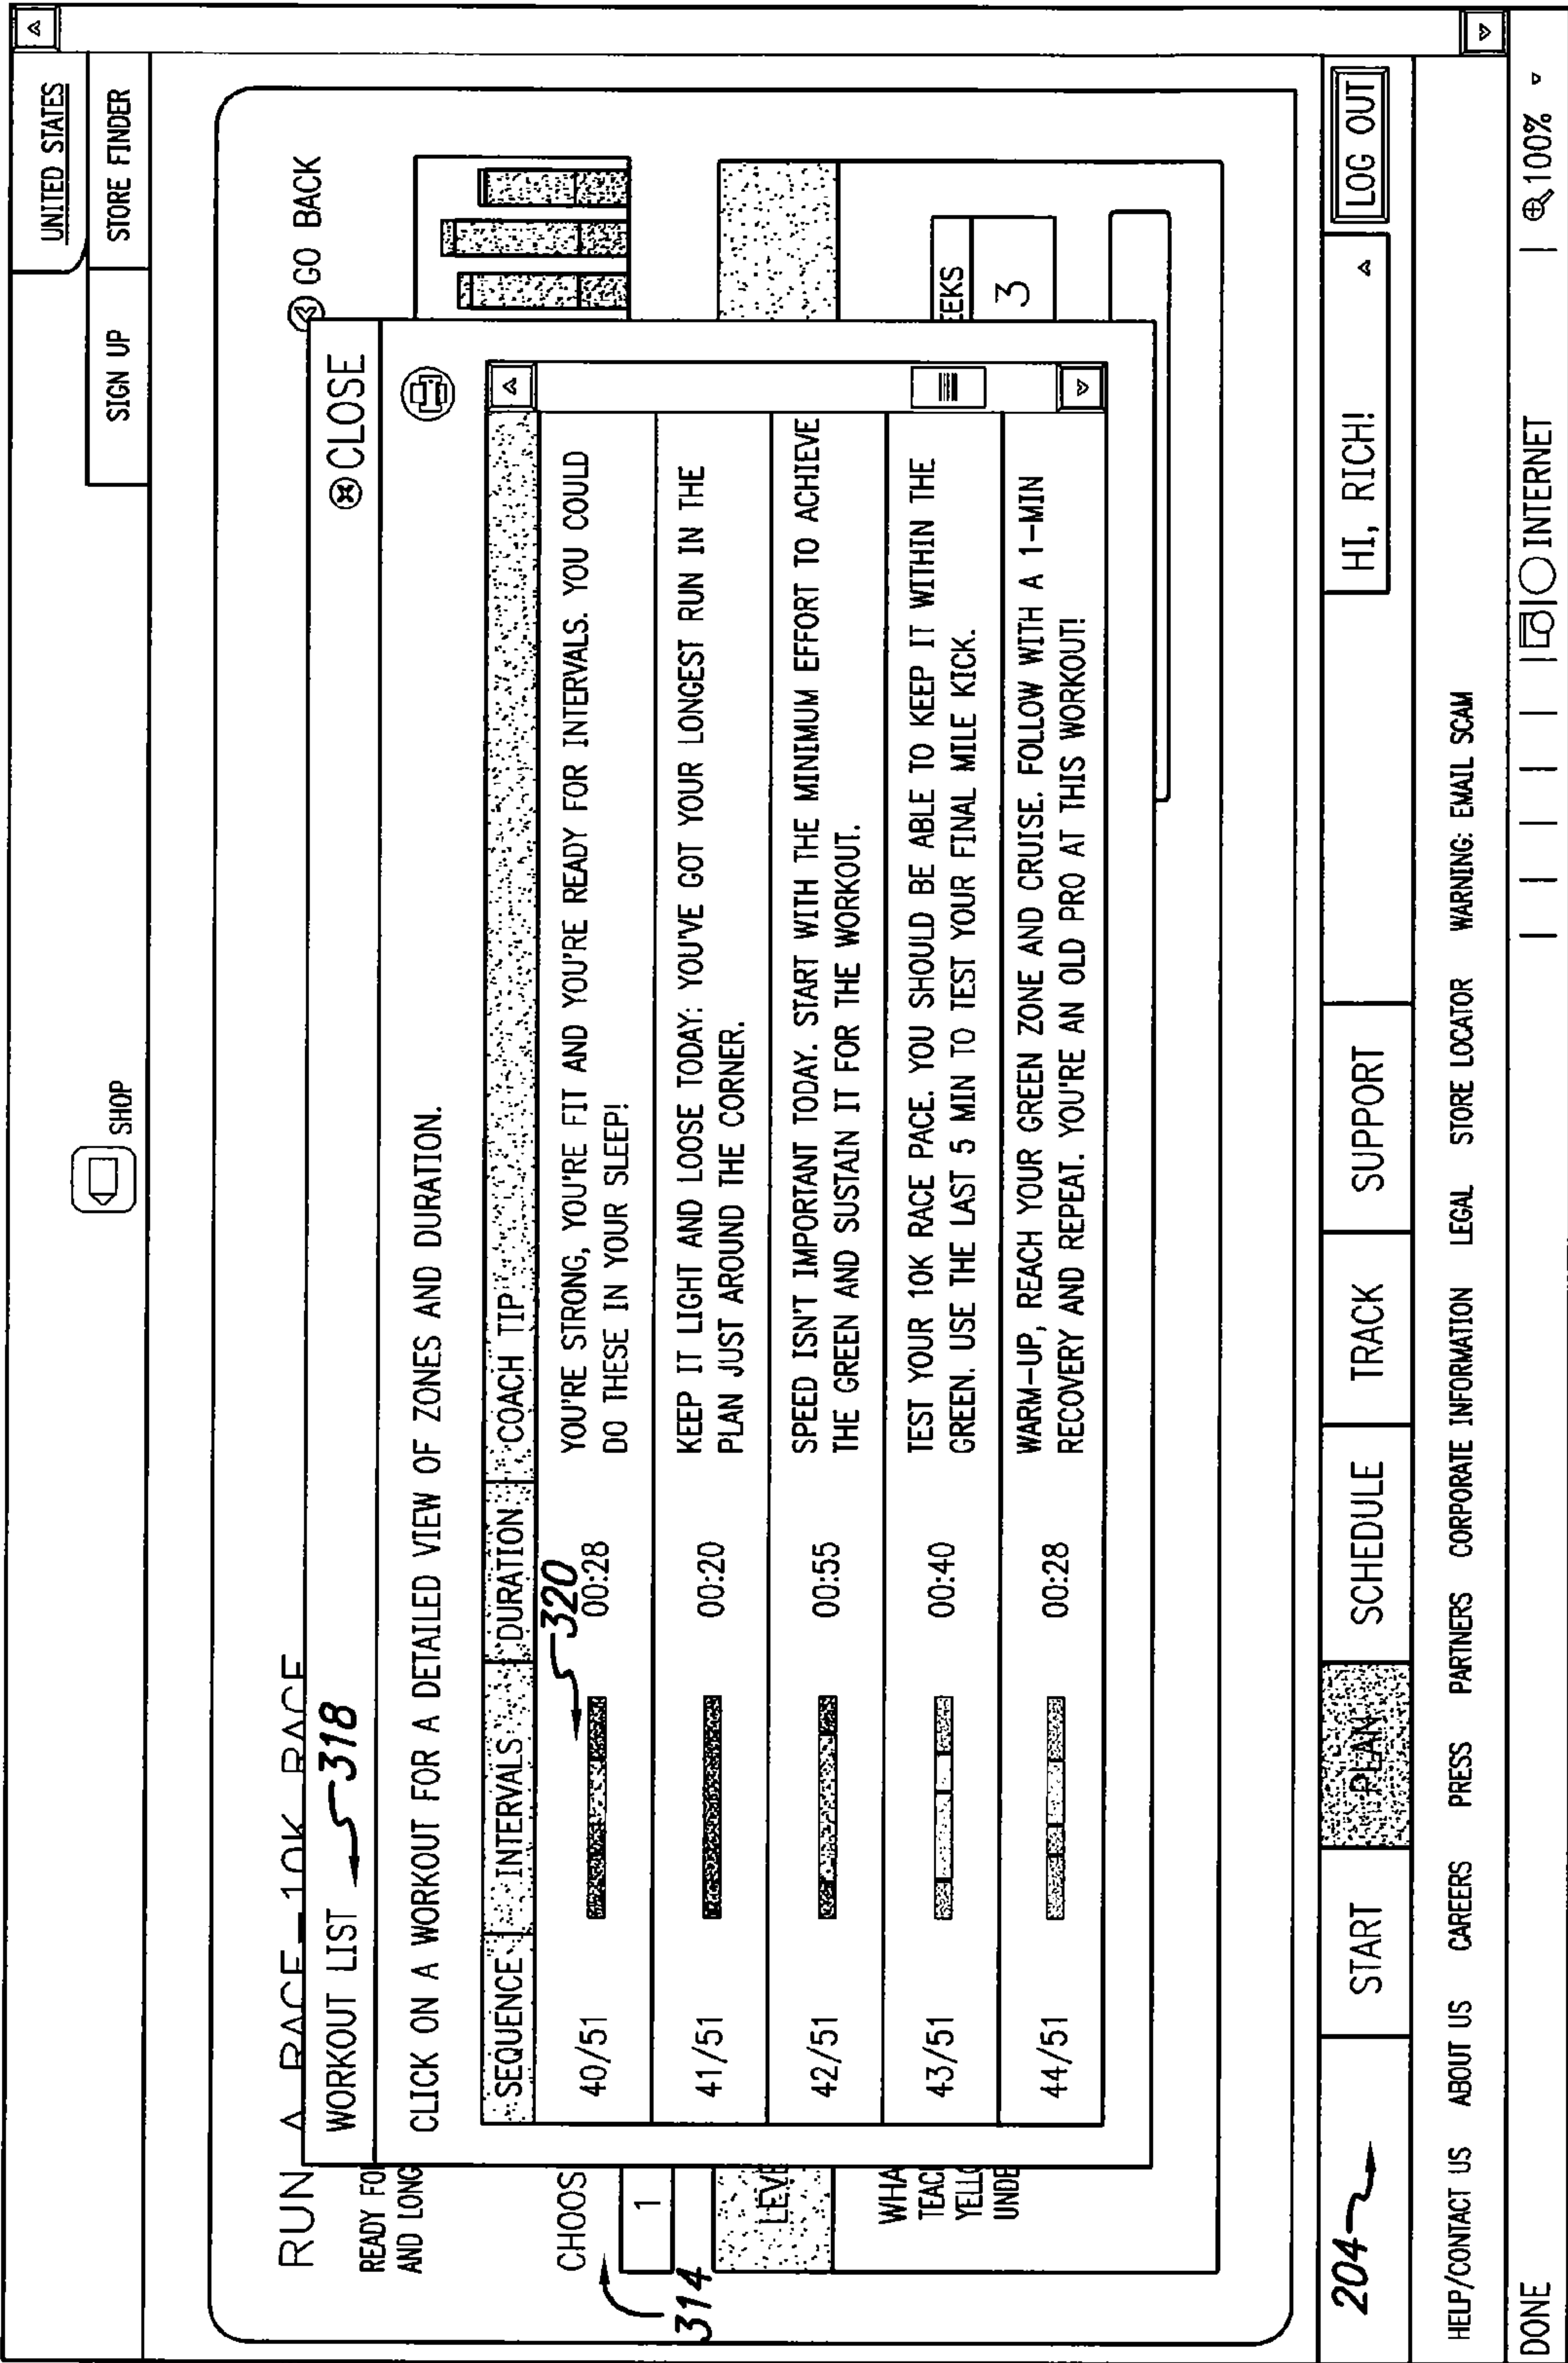 UNITED STATES
SHOP
SIGN UP
STORE FINDER
RUN A RACE – 10K RACE
GO BACK
READY FO
AND LONG
WORKOUT LIST
318
CLOSE
CLICK ON A WORKOUT FOR A DETAILED VIEW OF ZONES AND DURATION.
SEQUENCE INTERVALS DURATION COACH TIP
320
40/51 00:28 YOU'RE STRONG, YOU'RE FIT AND YOU'RE READY FOR INTERVALS. YOU COULD
DO THESE IN YOUR SLEEP!
41/51 00:20 KEEP IT LIGHT AND LOOSE TODAY: YOU'VE GOT YOUR LONGEST RUN IN THE
PLAN JUST AROUND THE CORNER.
42/51 00:55 SPEED ISN'T IMPORTANT TODAY. START WITH THE MINIMUM EFFORT TO ACHIEVE
THE GREEN AND SUSTAIN IT FOR THE WORKOUT.
43/51 00:40 TEST YOUR 10K RACE PACE. YOU SHOULD BE ABLE TO KEEP IT WITHIN THE
GREEN. USE THE LAST 5 MIN TO TEST YOUR FINAL MILE KICK.
44/51 00:28 WARM-UP, REACH YOUR GREEN ZONE AND CRUISE. FOLLOW WITH A 1-MIN
RECOVERY AND REPEAT. YOU'RE AN OLD PRO AT THIS WORKOUT!
CHOOS
314
1
LEVE
WHA
TEAC
YELLO
UNDE
EEKS
3
204
START PLAN SCHEDULE TRACK SUPPORT HI, RICH! LOG OUT
HELP/CONTACT US ABOUT US CAREERS PRESS PARTNERS CORPORATE INFORMATION LEGAL STORE LOCATOR WARNING: EMAIL SCAM
DONE INTERNET 100%